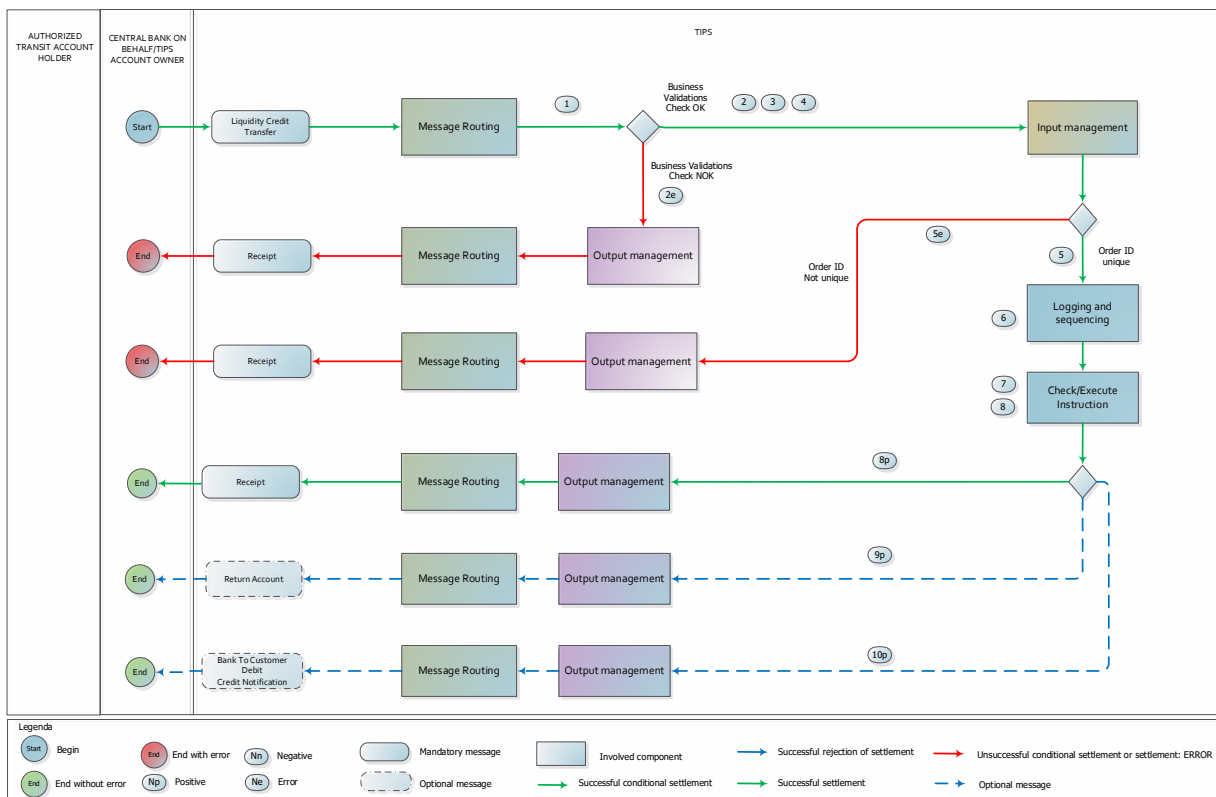 AUTHORIZED
TRANSIT ACCOUNT
HOLDER
CENTRAL BANK ON
BEHALF/TIPS
ACCOUNT OWNER
TIPS
Start
Liquidity Credit
Transfer
Message Routing
1
Business
Validations
Check OK
2
3
4
Input management
Business Validations
Check NOK
2e
End
Receipt
Message Routing
Output management
5e
Order ID
Not unique
5
Order ID
unique
Logging and
sequencing
6
End
Receipt
Message Routing
Output management
7
8
Check/Execute
Instruction
End
Receipt
Message Routing
Output management
8p
End
Return Account
Message Routing
Output management
9p
End
Bank To Customer
Debit
Credit Notification
Message Routing
Output management
10p
Legenda
Start
Begin
End
End with error
Nn
Negative
Mandatory message
Involved component
Successful rejection of settlement
Unsuccessful conditional settlement or settlement: ERROR
End
End without error
Np
Positive
Ne
Error
Optional message
Successful conditional settlement
Successful settlement
Optional message